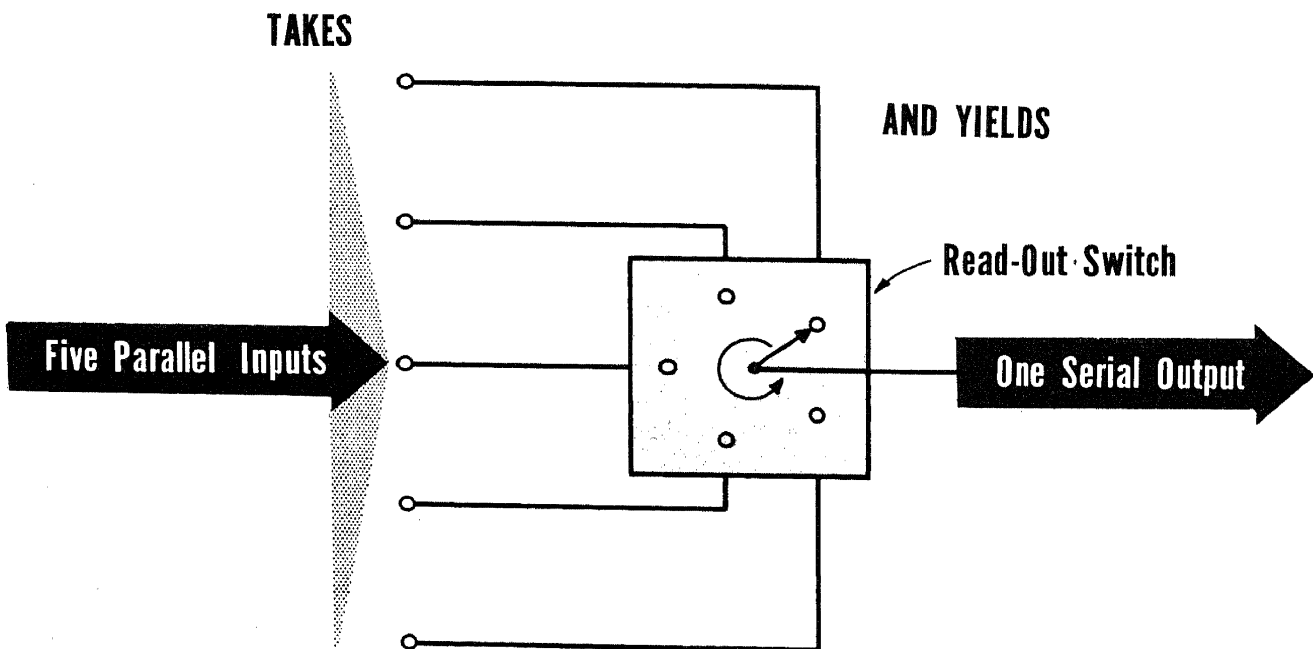 TAKES
AND YIELDS
Read-Out Switch
Five Parallel Inputs
One Serial Output